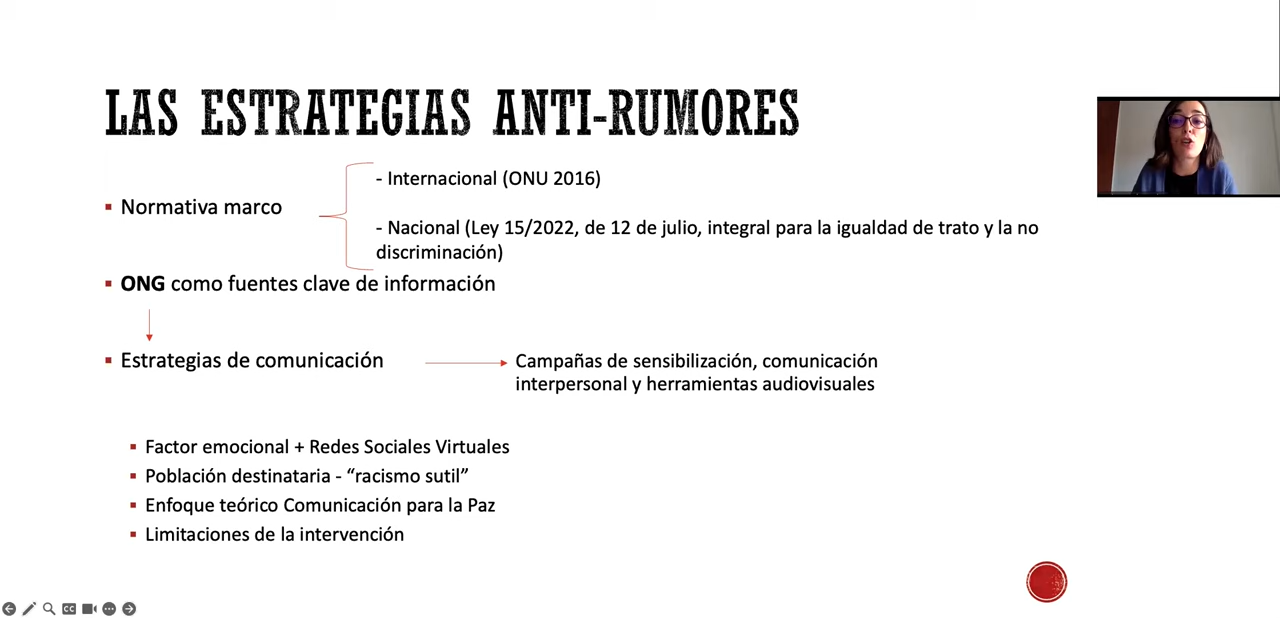 LAS ESTRATEGIAS ANTI-RUMORES
Normativa marco
- Internacional (ONU 2016)
- Nacional (Ley 15/2022, de 12 de julio, integral para la igualdad de trato y la no
discriminación)
ONG como fuentes clave de información
Estrategias de comunicación
Campañas de sensibilización, comunicación
interpersonal y herramientas audiovisuales
Factor emocional + Redes Sociales Virtuales
Población destinataria - “racismo sutil”
Enfoque teórico Comunicación para la Paz
Limitaciones de la intervención
CC